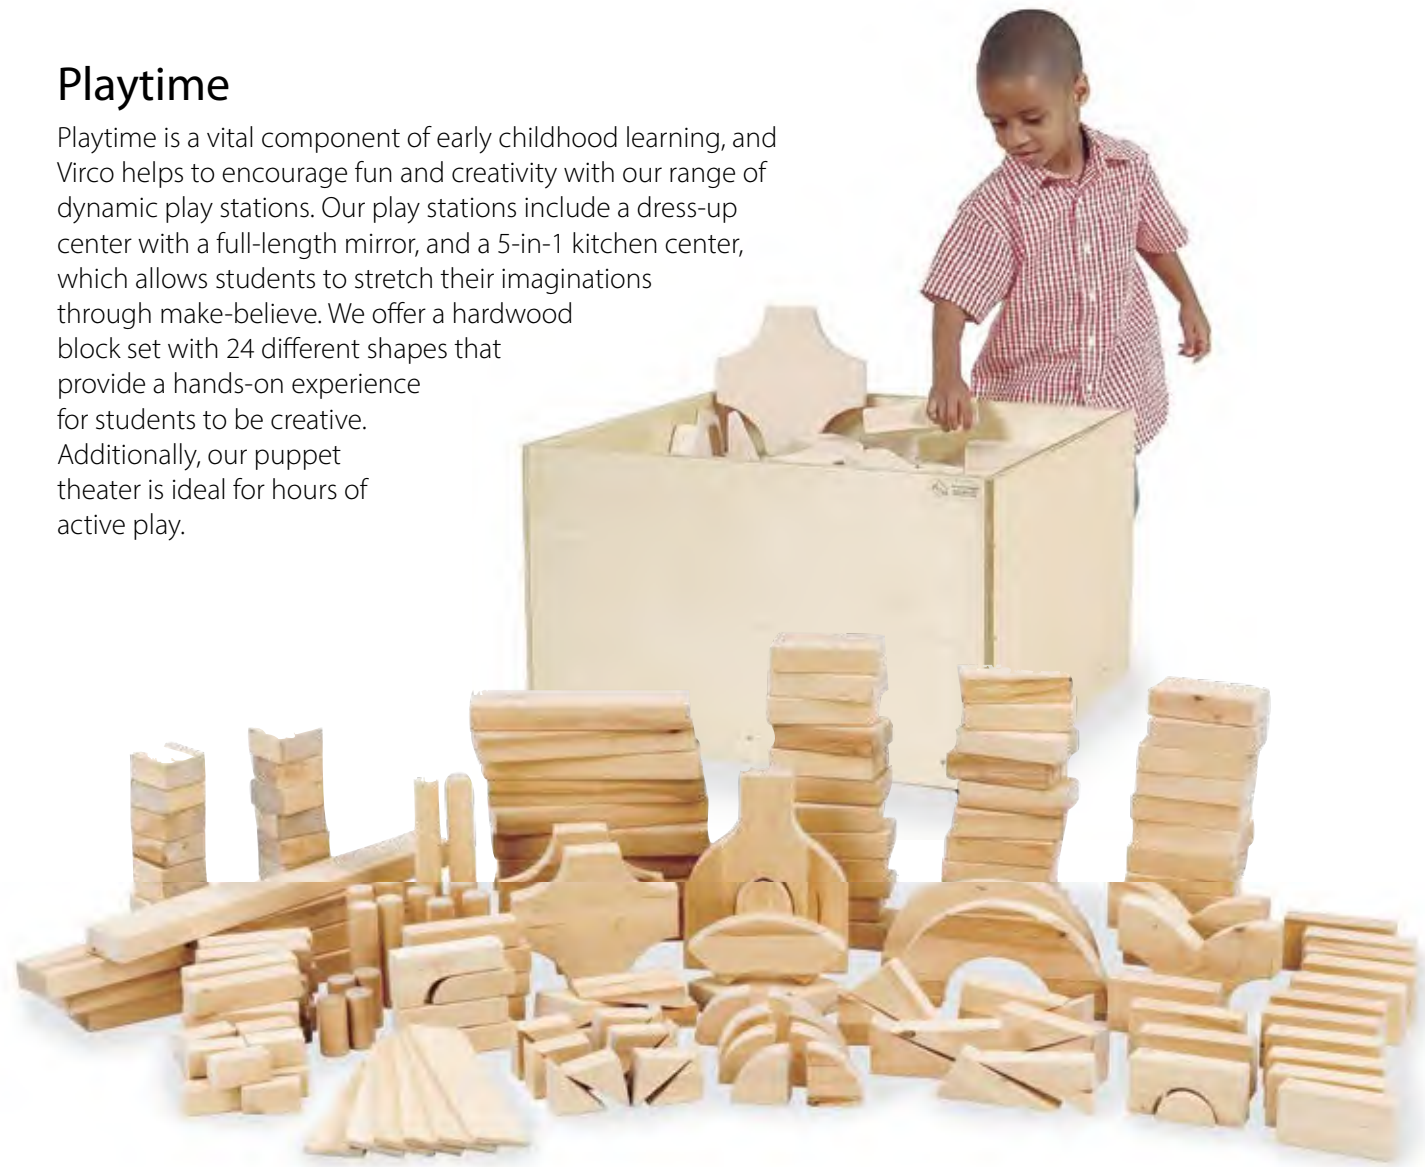 Playtime
Playtime is a vital component of early childhood learning, and
Virco helps to encourage fun and creativity with our range of
dynamic play stations. Our play stations include a dress-up
center with a full-length mirror, and a 5-in-1 kitchen center,
which allows students to stretch their imaginations
through make-believe. We offer a hardwood
block set with 24 different shapes that
provide a hands-on experience
for students to be creative.
Additionally, our puppet
theater is ideal for hours of
active play.